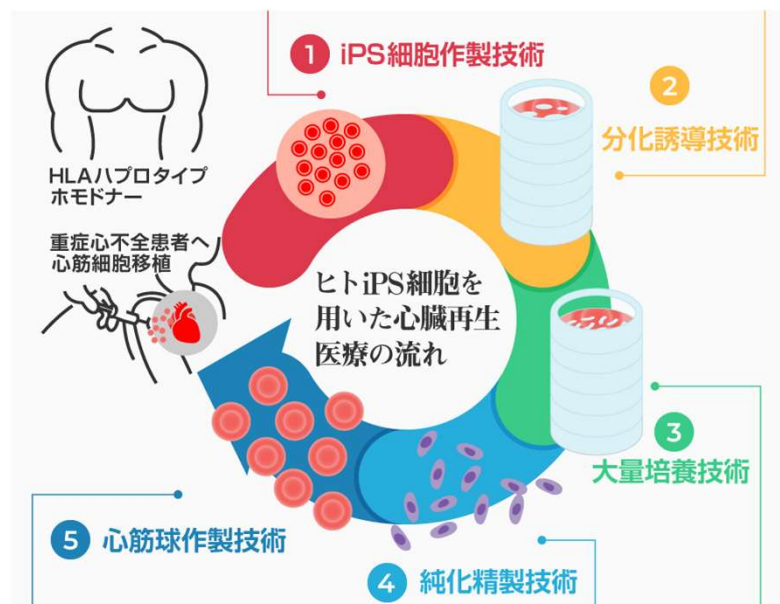 1 iPS細胞作製技術
2
分化誘導技術
HLAハプロタイプ
ホモドナー
重症心不全患者へ
心筋細胞移植
ヒトiPS細胞を
用いた心臓再生
医療の流れ
3
大量培養技術
5 心筋球作製技術
4 純化精製技術